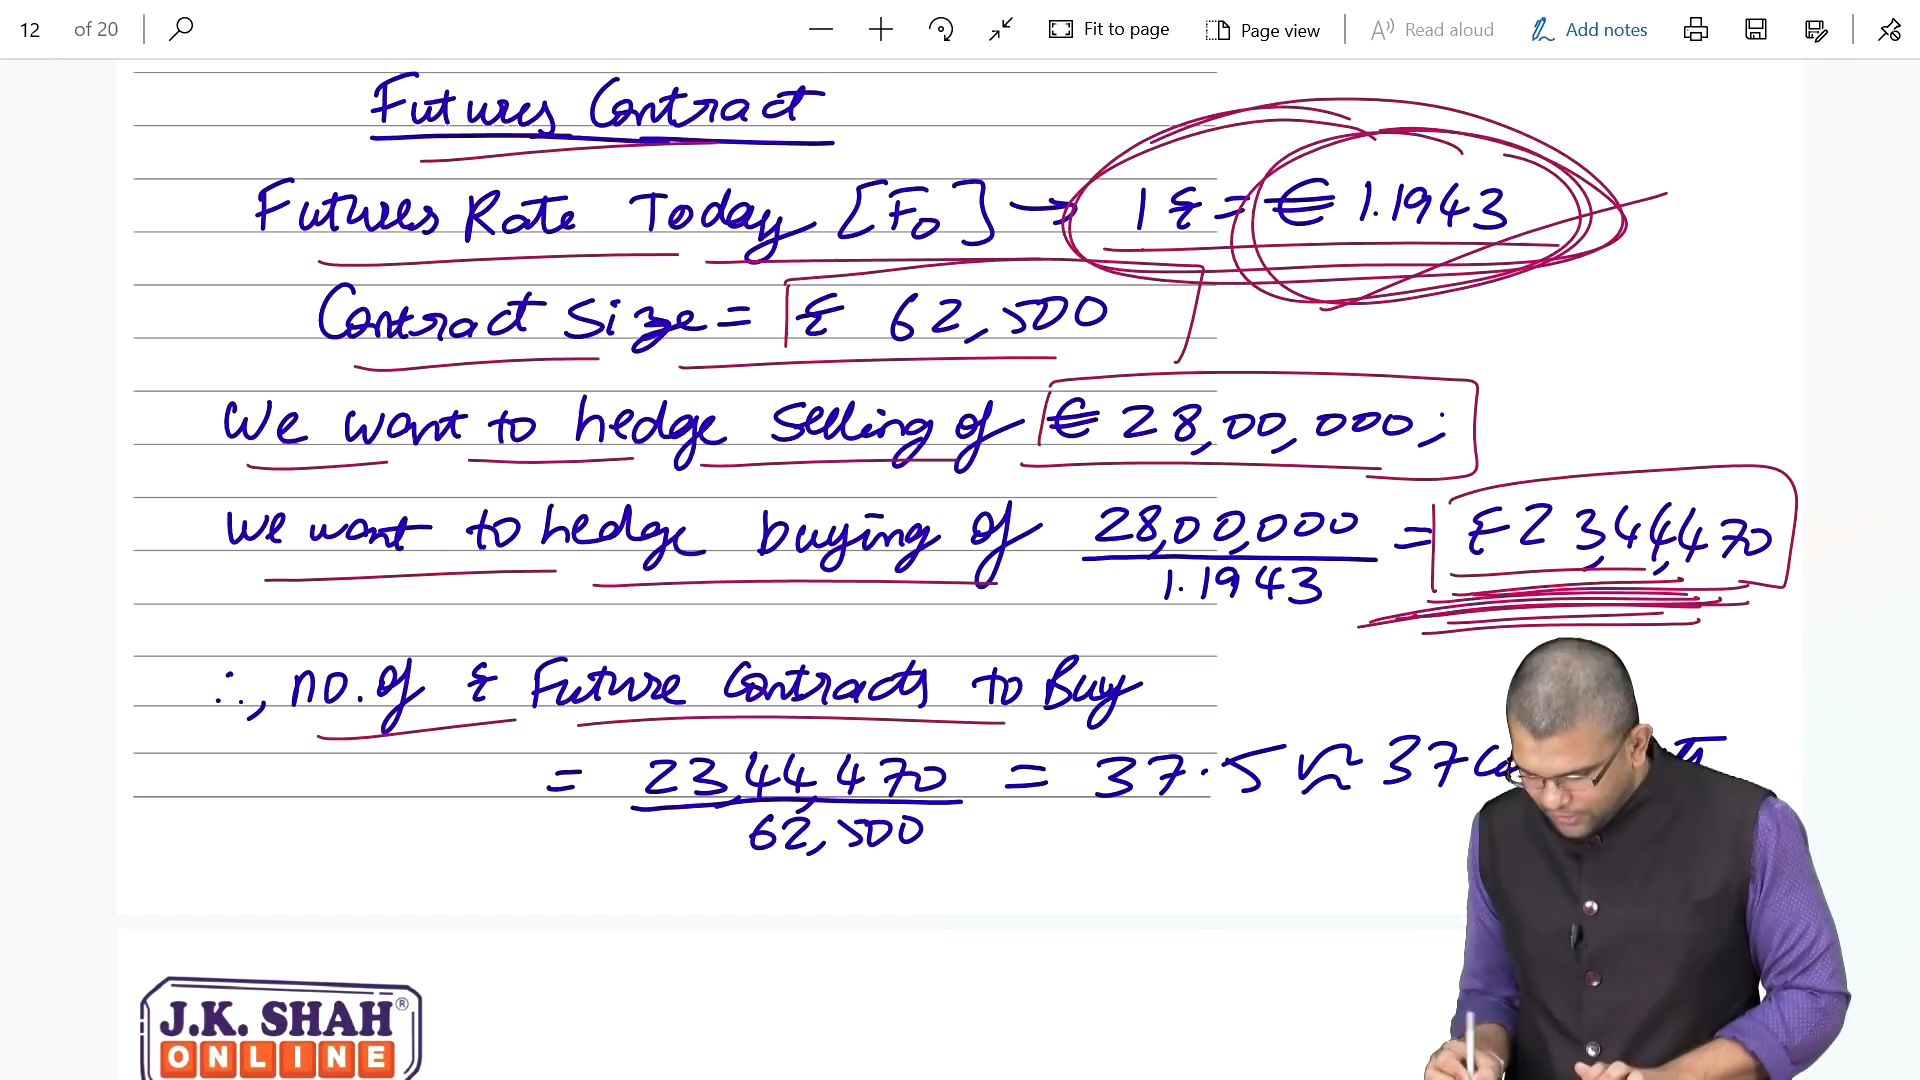 12 of 20 Fit to page Page view Read aloud Add notes
Futures Contract
Futures Rate Today [F0] → 1 £ = € 1.1943
Contract Size = £ 62,500
We want to hedge selling of € 28,00,000;
We want to hedge buying of 28,00,000 / 1.1943 = £ 23,44,470
∴, no. of £ Future Contracts to Buy
= 23,44,470 / 62,500 = 37.5 ≈ 37
J.K. SHAH®
ONLINE